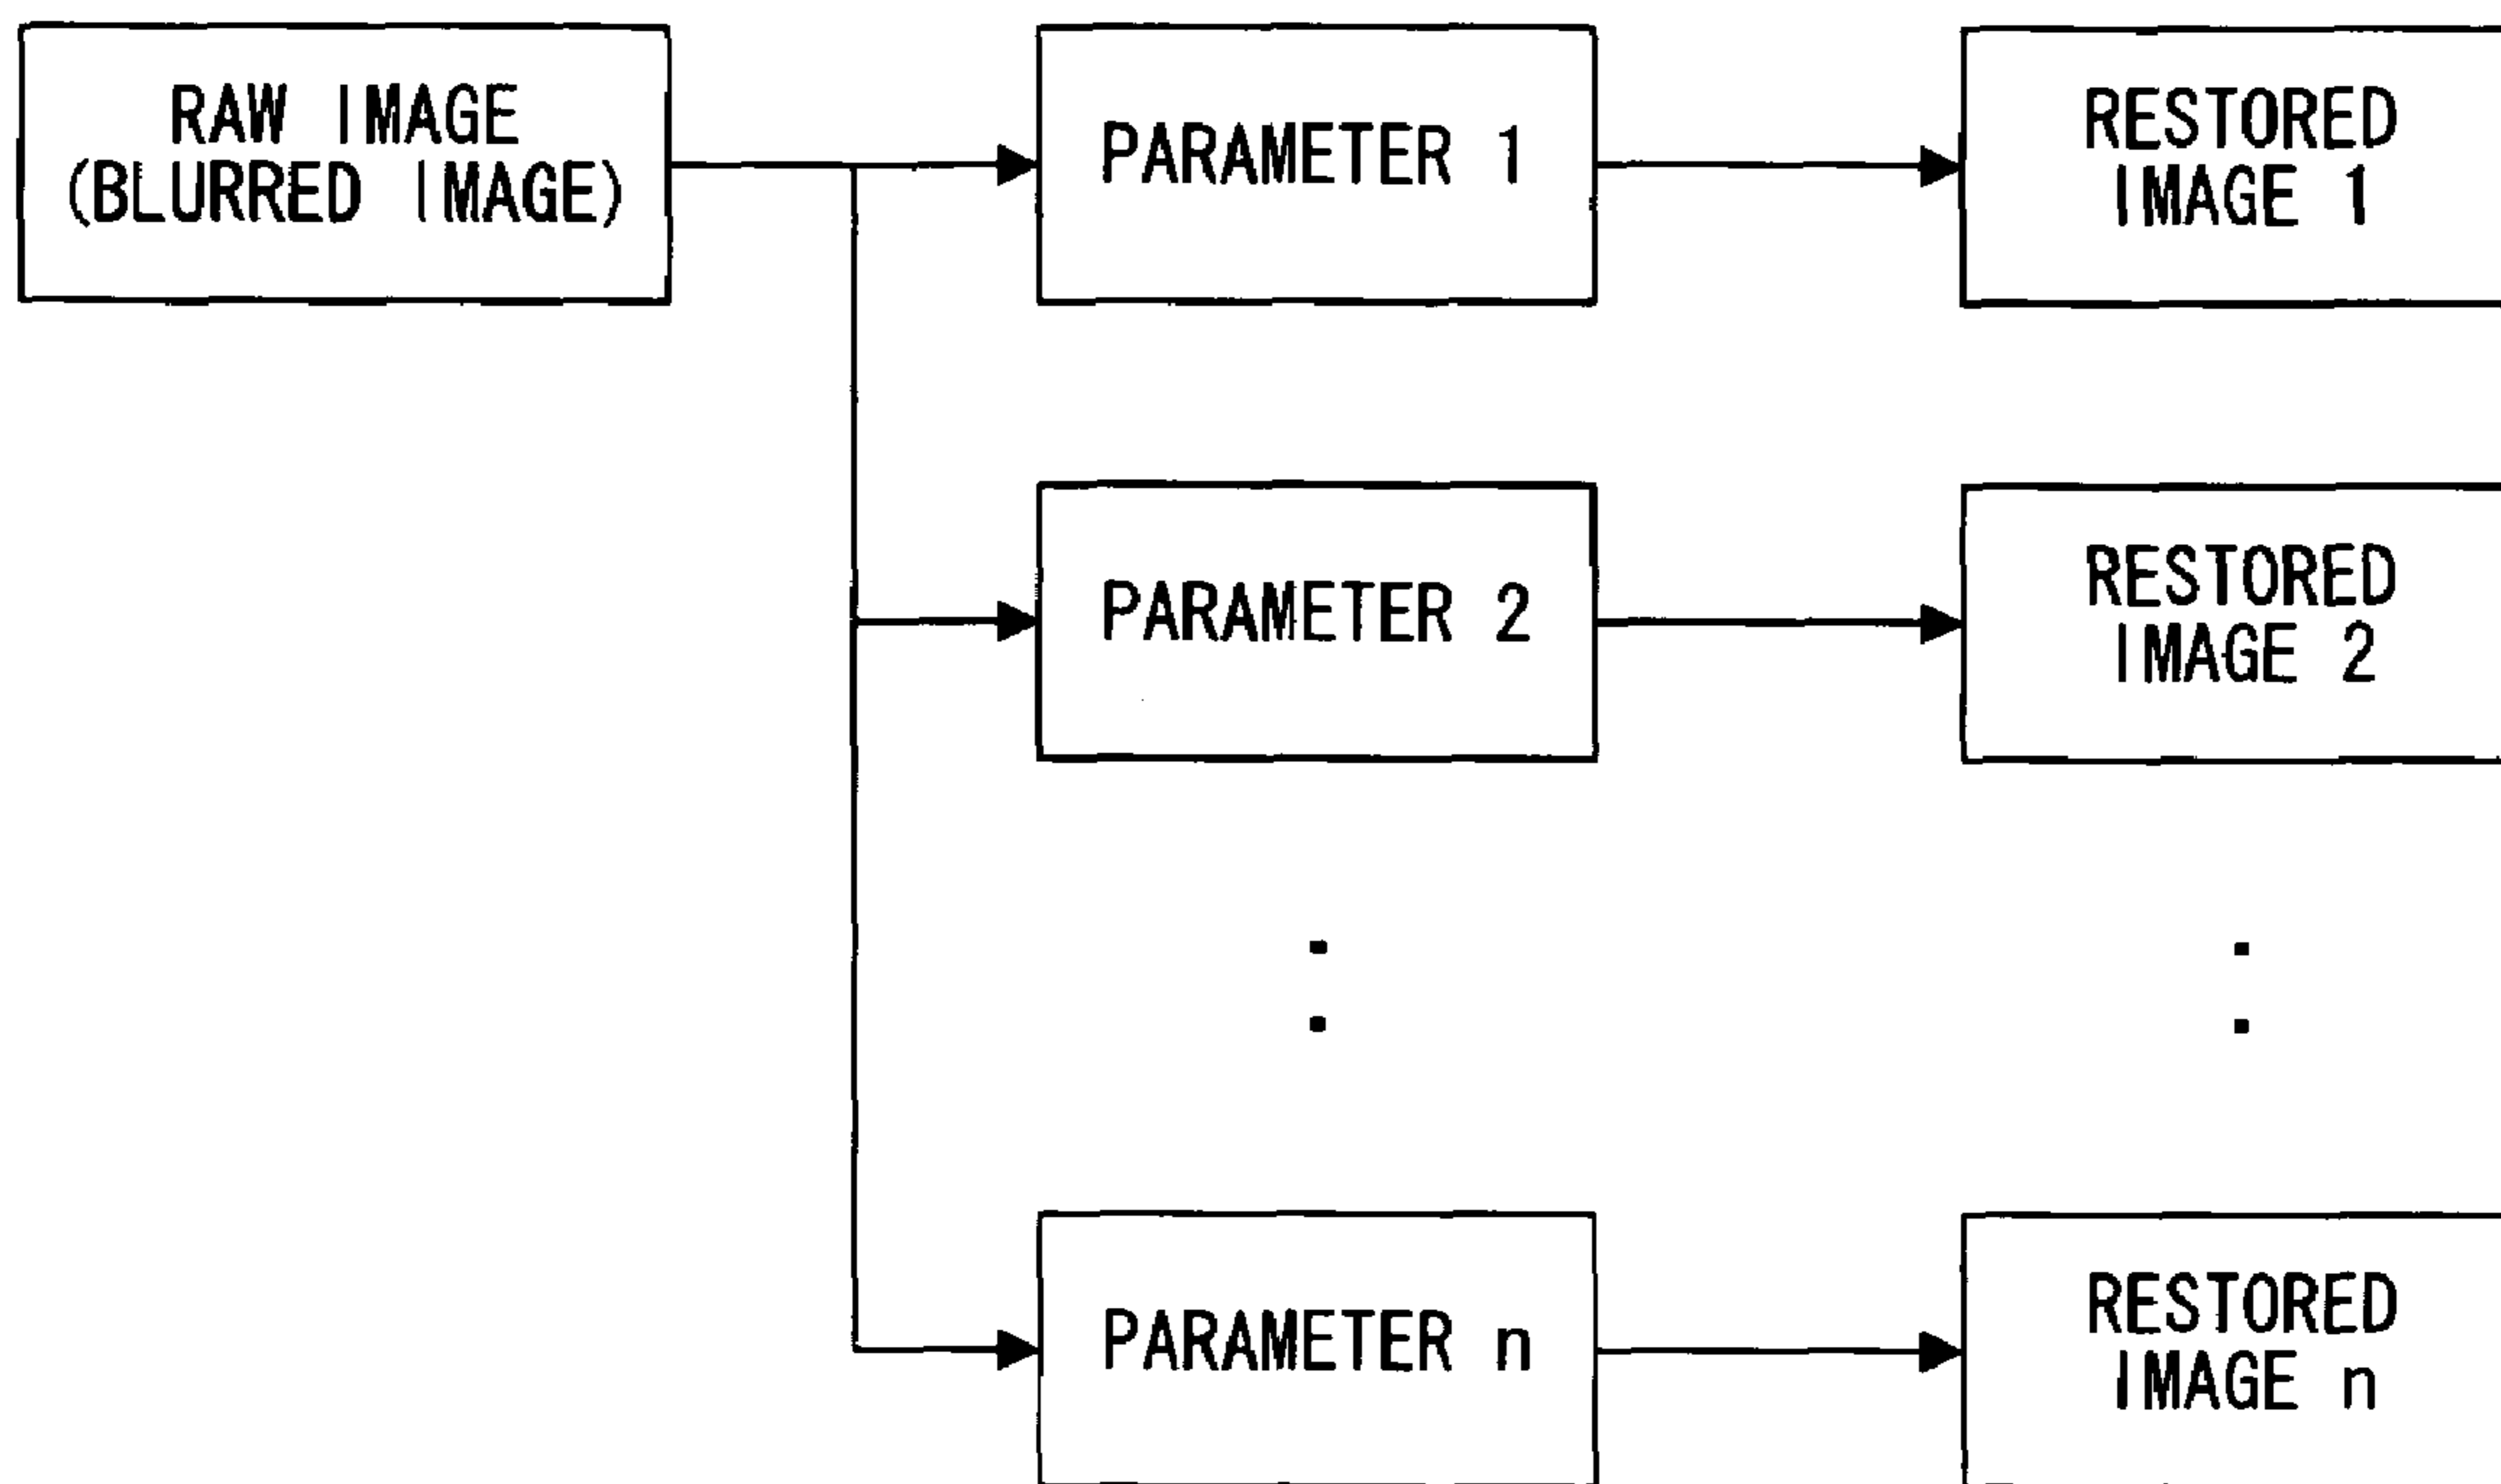 RAW IMAGE
(BLURRED IMAGE)
PARAMETER 1
RESTORED
IMAGE 1
PARAMETER 2
RESTORED
IMAGE 2
PARAMETER n
RESTORED
IMAGE n